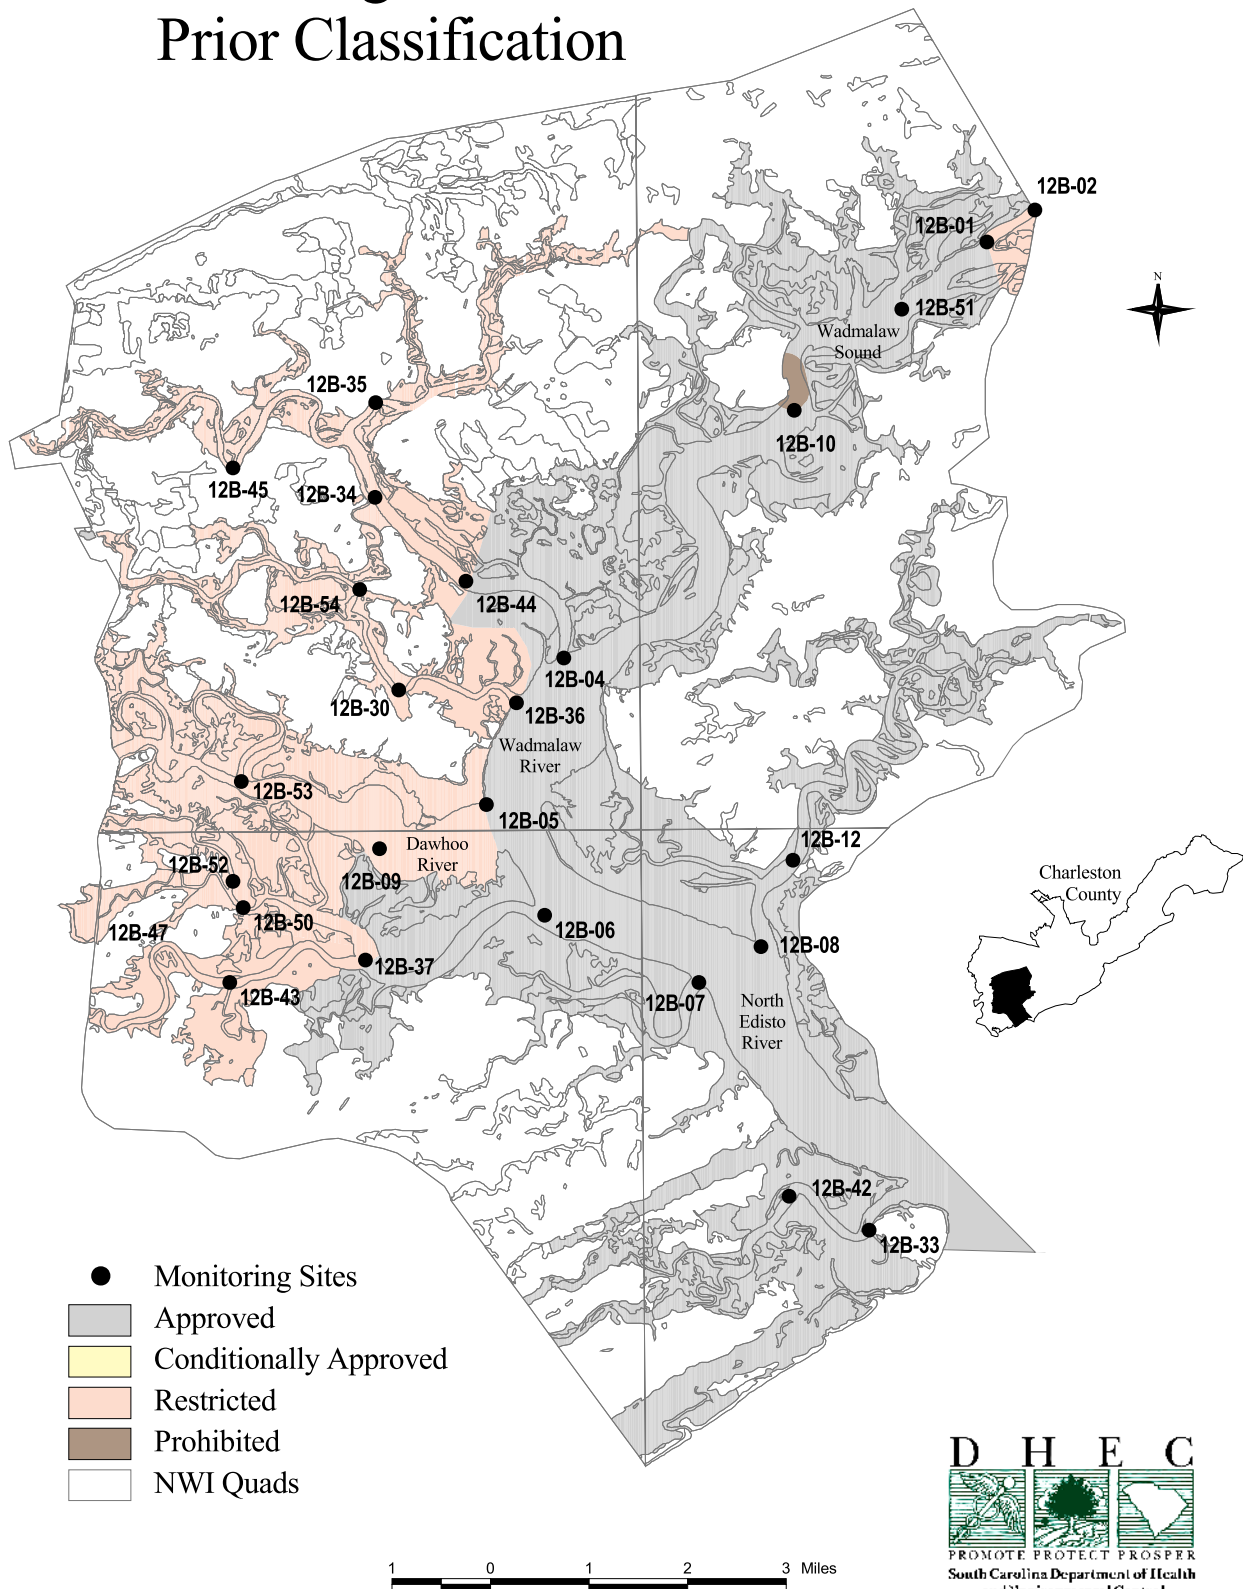 Prior Classification
12B-02
12B-01
N
12B-51
Wadmalaw
Sound
12B-35
12B-10
12B-45
12B-34
12B-54
12B-44
12B-04
12B-30
12B-36
Wadmalaw
River
12B-53
12B-05
12B-12
Dawhoo
River
12B-52
12B-09
Charleston
County
12B-50
12B-47
12B-06
12B-08
12B-37
12B-43
12B-07
North
Edisto
River
12B-42
12B-33
Monitoring Sites
Approved
Conditionally Approved
Restricted
Prohibited
NWI Quads
D H E C
PROMOTE PROTECT PROSPER
South Carolina Department of Health
1 0 1 2 3 Miles